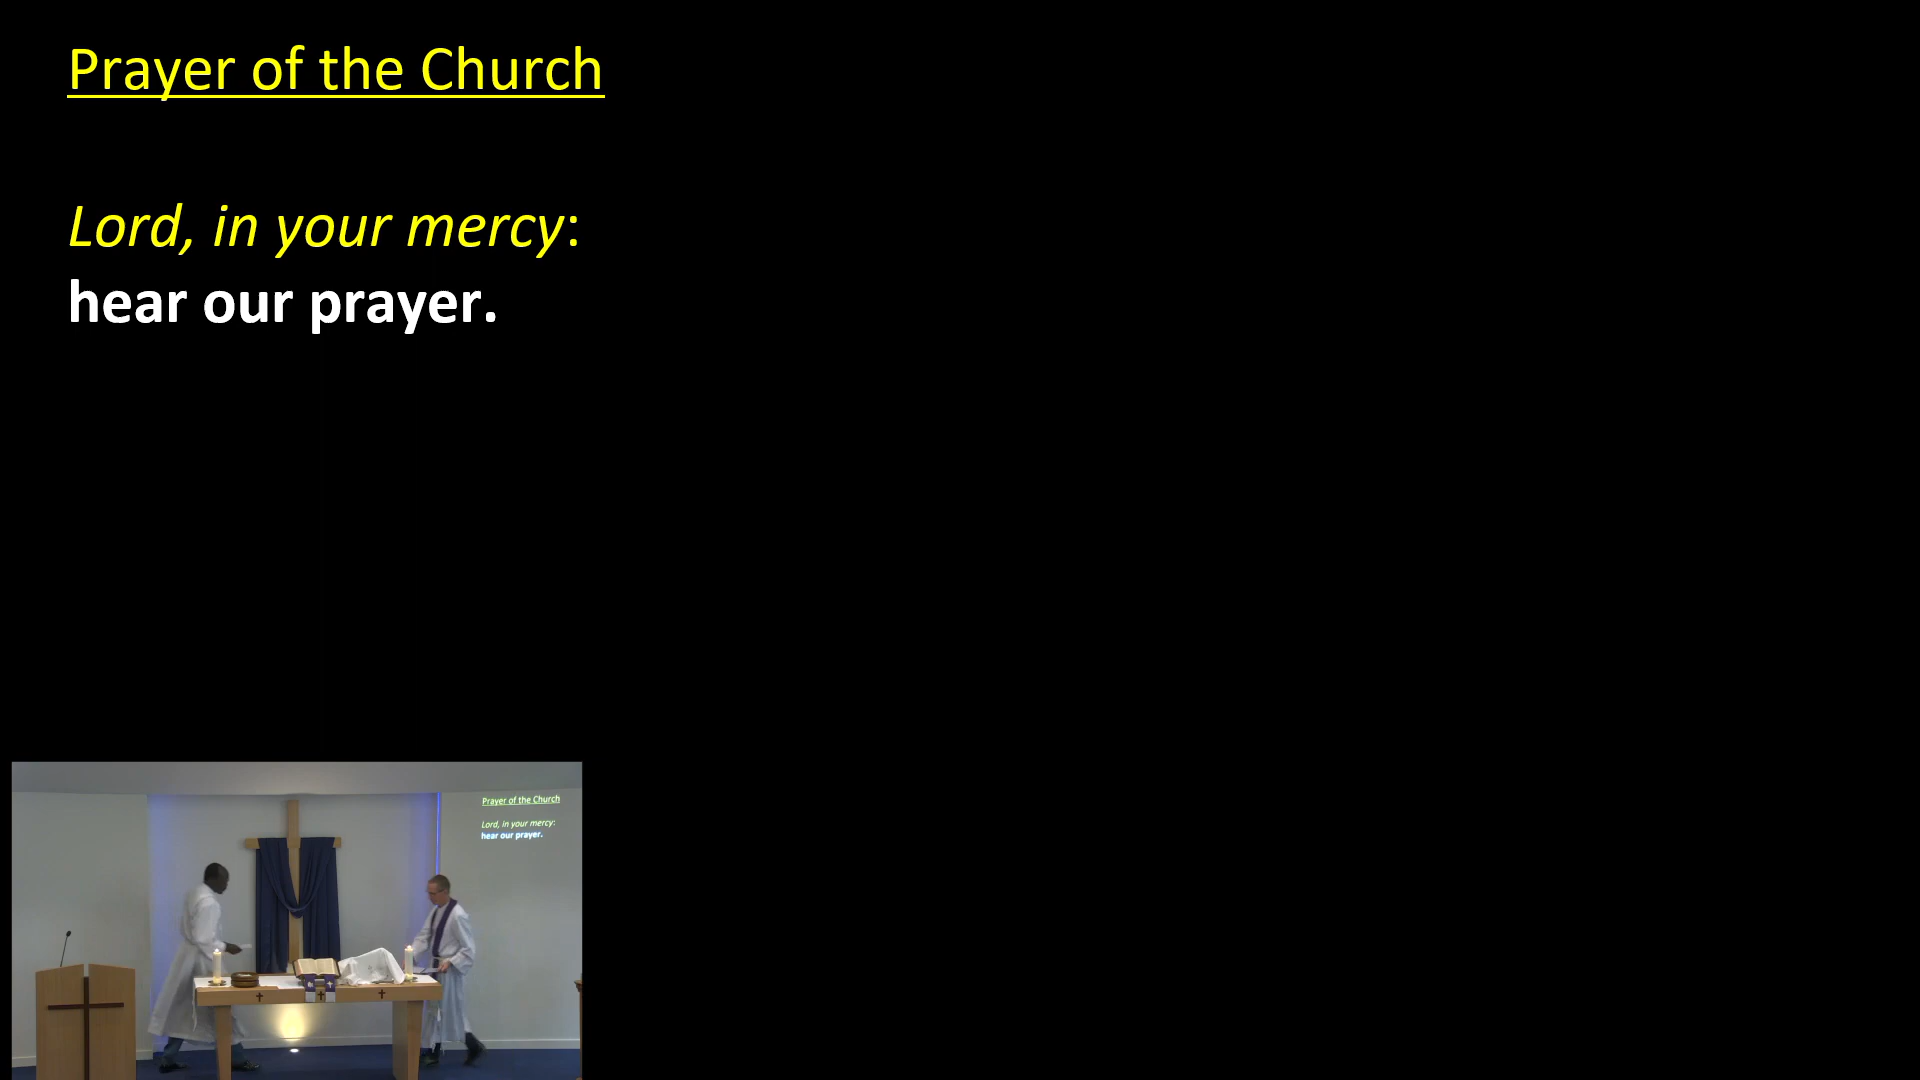 Prayer of the Church
Lord, in your mercy:
hear our prayer.
Prayer of the Church
Lord, in your mercy:
hear our prayer.